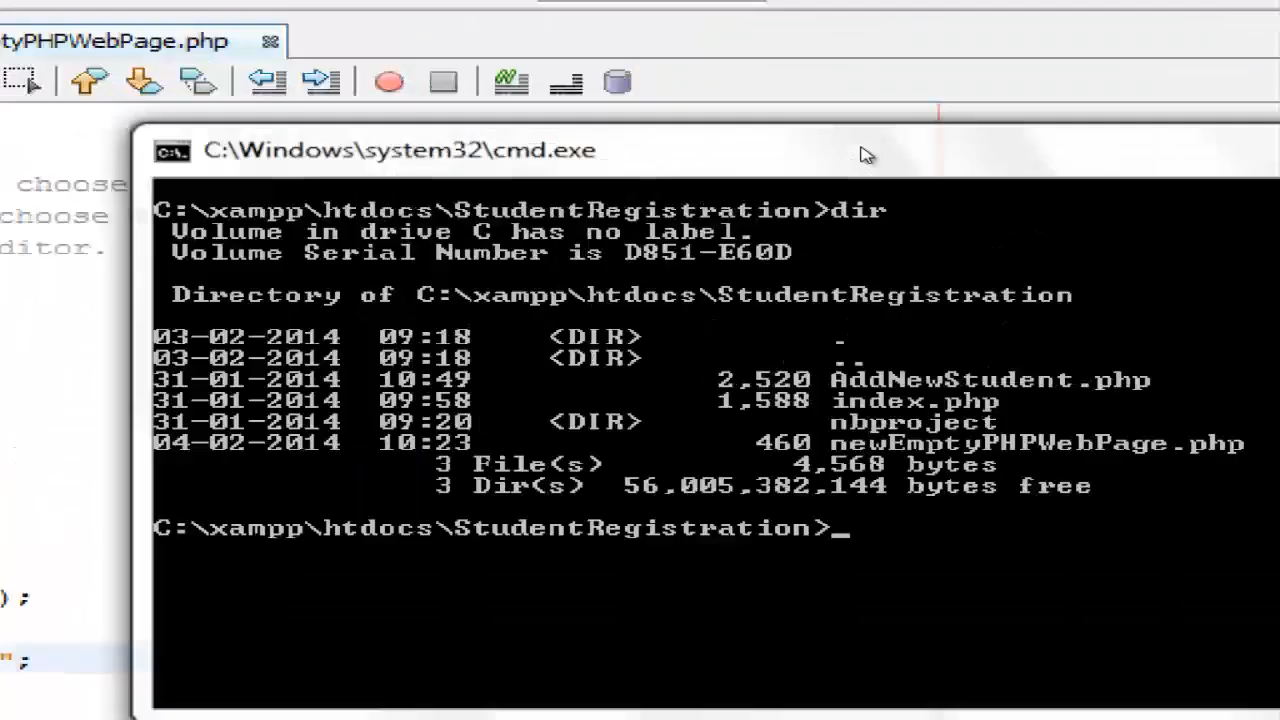 tyPHPWebPage.php
C:\Windows\system32\cmd.exe
choose
choose
ditor.
C:\xampp\htdocs\StudentRegistration>dir
Volume in drive C has no label.
Volume Serial Number is D851-E60D
Directory of C:\xampp\htdocs\StudentRegistration
03-02-2014 09:18 <DIR> .
03-02-2014 09:18 <DIR> ..
31-01-2014 10:49 2,520 AddNewStudent.php
31-01-2014 09:58 1,588 index.php
31-01-2014 09:20 <DIR> nbproject
04-02-2014 10:23 460 newEmptyPHPWebPage.php
3 File(s) 4,568 bytes
3 Dir(s) 56,005,382,144 bytes free
C:\xampp\htdocs\StudentRegistration>_
);
";